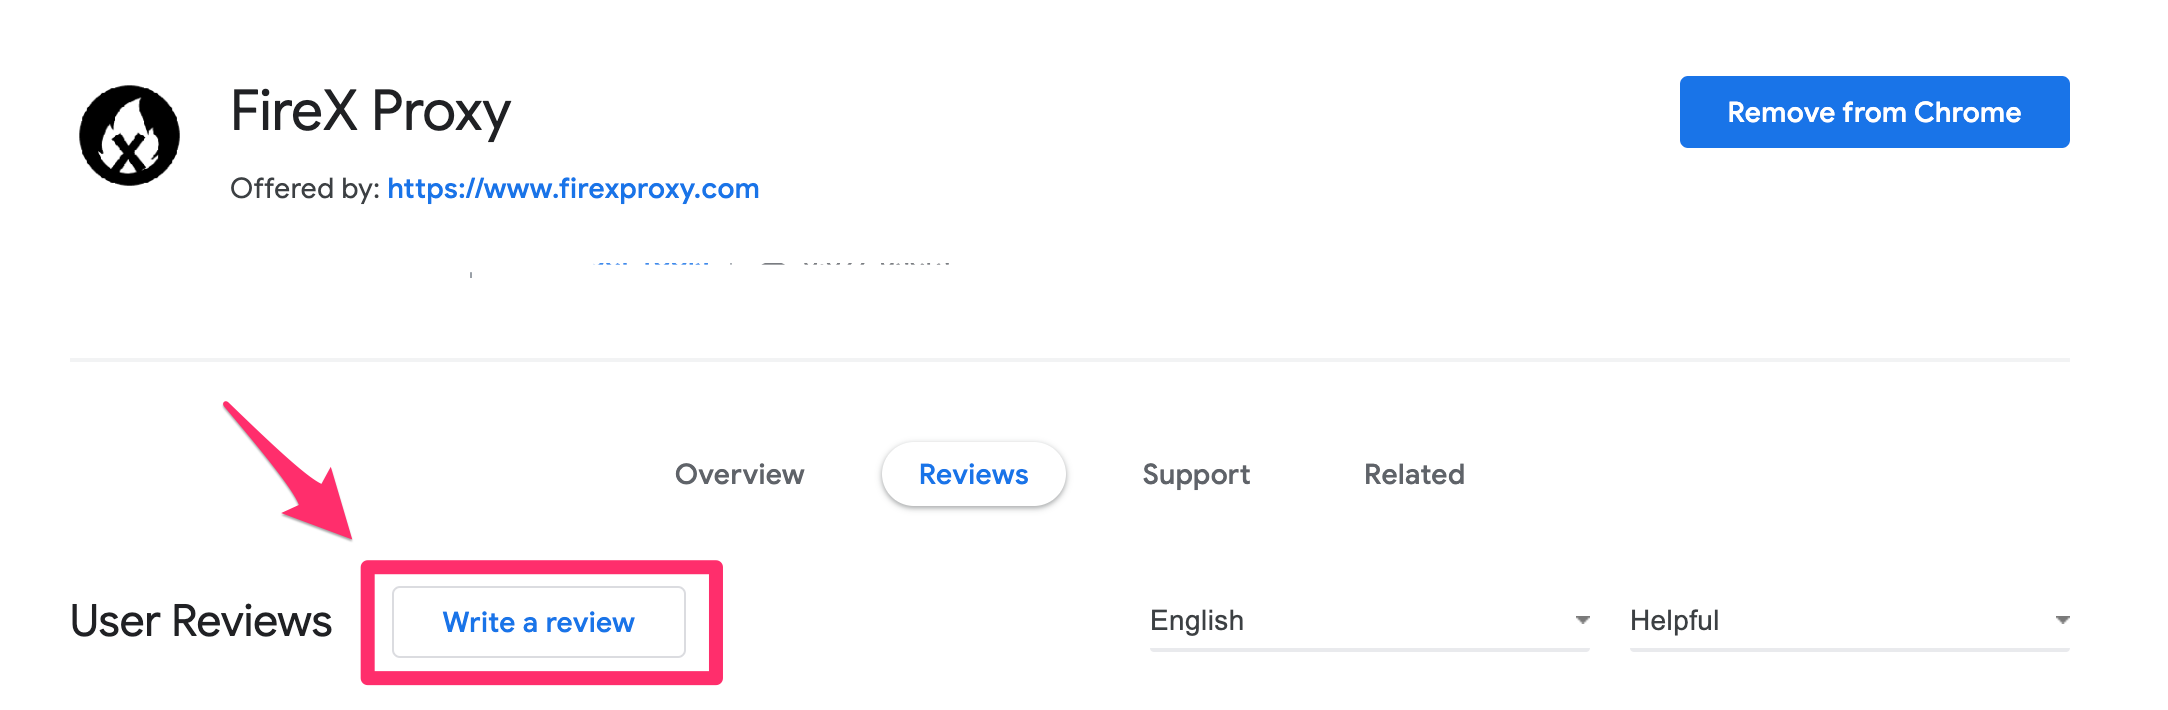 FireX Proxy
Remove from Chrome
Offered by: https://www.firexproxy.com
Overview
Reviews
Support
Related
User Reviews
Write a review
English
Helpful